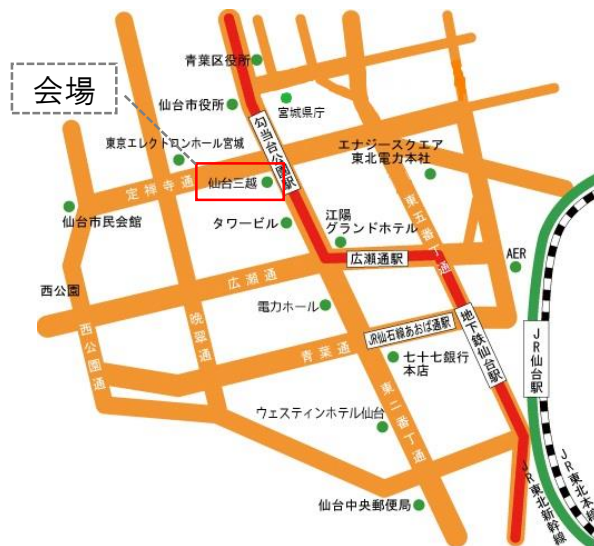 青葉区役所
会場
仙台市役所
宮城県庁
勾当台公園駅
東京エレクトロンホール宮城
エナジースクエア
東北電力本社
定禅寺通
仙台三越
仙台市民会館
タワービル
江陽
グランドホテル
東五番丁通
広瀬通駅
AER
西公園
広瀬通
電力ホール
JR仙石線あおば通駅
地下鉄仙台駅
JR仙台駅
西公園通
晩翠通
青葉通
七十七銀行
本店
東二番丁通
ウェスティンホテル仙台
仙台中央郵便局
JR東北新幹線
JR東北本線